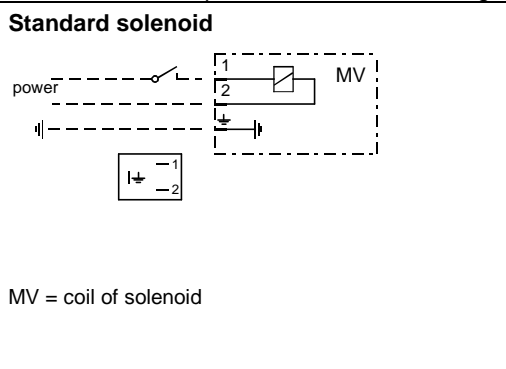 Standard solenoid
1
MV
power
2
1
2
MV = coil of solenoid